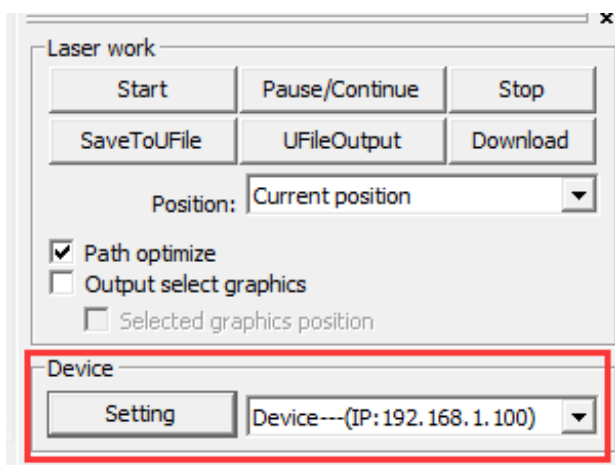 x
Laser work
Start Pause/Continue Stop
SaveToUFile UFileOutput Download
Position: Current position
Path optimize
Output select graphics
Selected graphics position
Device
Setting Device---(IP:192.168.1.100)